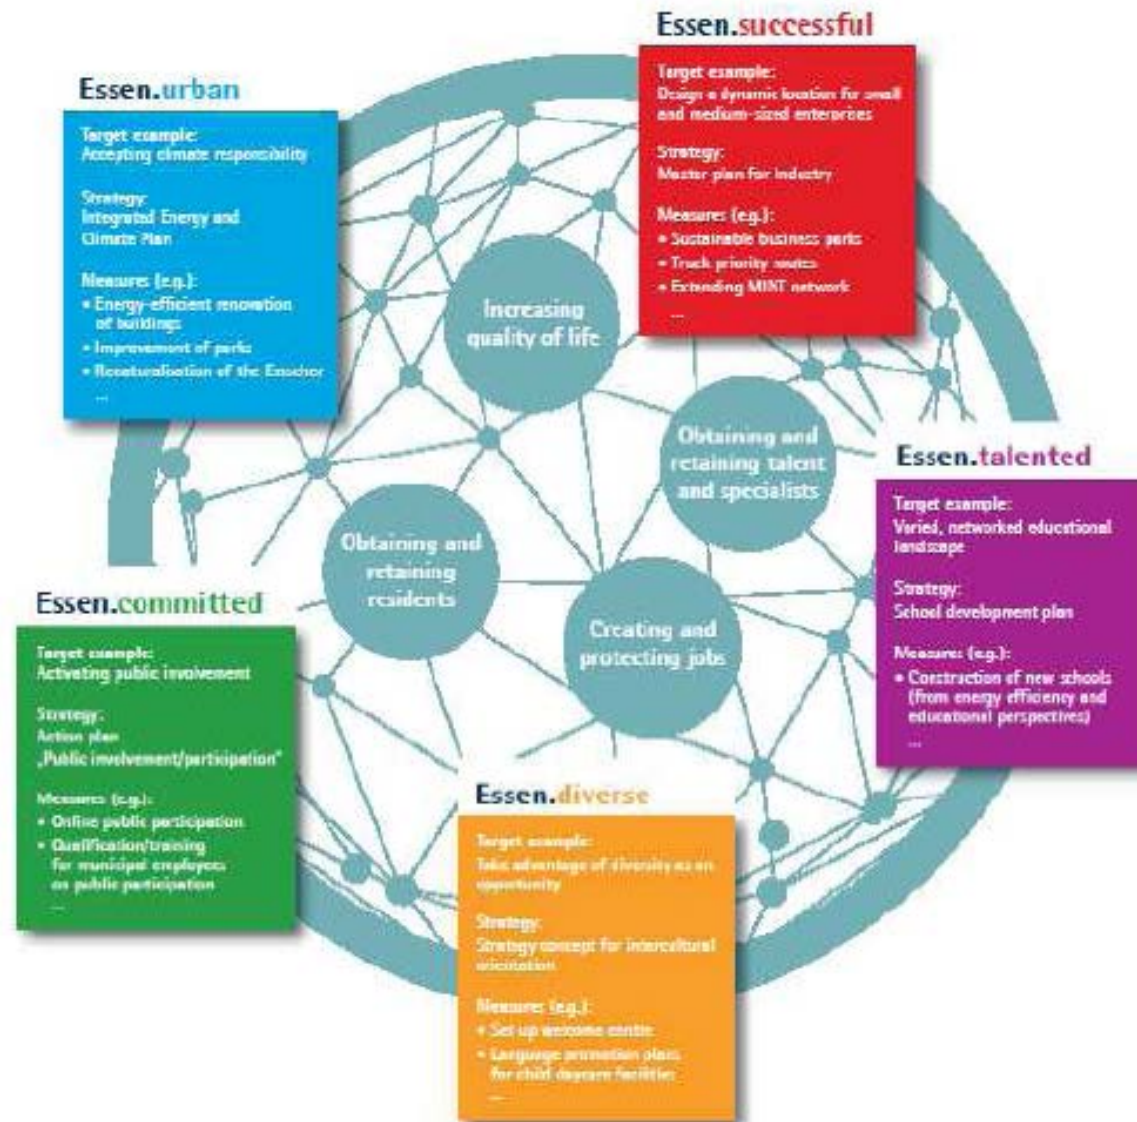 Essen.successful
Target example:
Design a dynamic location for small
and medium-sized enterprises
Strategy:
Master plan for industry
Measures (e.g.):
• Sustainable business parks
• Truck priority routes
• Extending MINT network
...
Essen.urban
Target example:
Accepting climate responsibility
Strategy:
Integrated Energy and
Climate Plan
Measures (e.g.):
• Energy-efficient renovation
of buildings
• Improvement of parks
• Renaturalisation of the Emscher
...
Increasing
quality of life
Obtaining and
retaining talent
and specialists
Obtaining and
retaining
residents
Creating and
protecting jobs
Essen.talented
Target example:
Varied, networked educational
landscape
Strategy:
School development plan
Measures (e.g.):
• Construction of new schools
(from energy efficiency and
educational perspectives)
...
Essen.committed
Target example:
Activating public involvement
Strategy:
Action plan
„Public involvement/participation“
Measures (e.g.):
• Online public participation
• Qualification/training
for municipal employees
on public participation
...
Essen.diverse
Target example:
Take advantage of diversity as an
opportunity
Strategy:
Strategy concept for intercultural
orientation
Measures (e.g.):
• Set up welcome centre
• Language promotion plans
for child daycare facilities
...